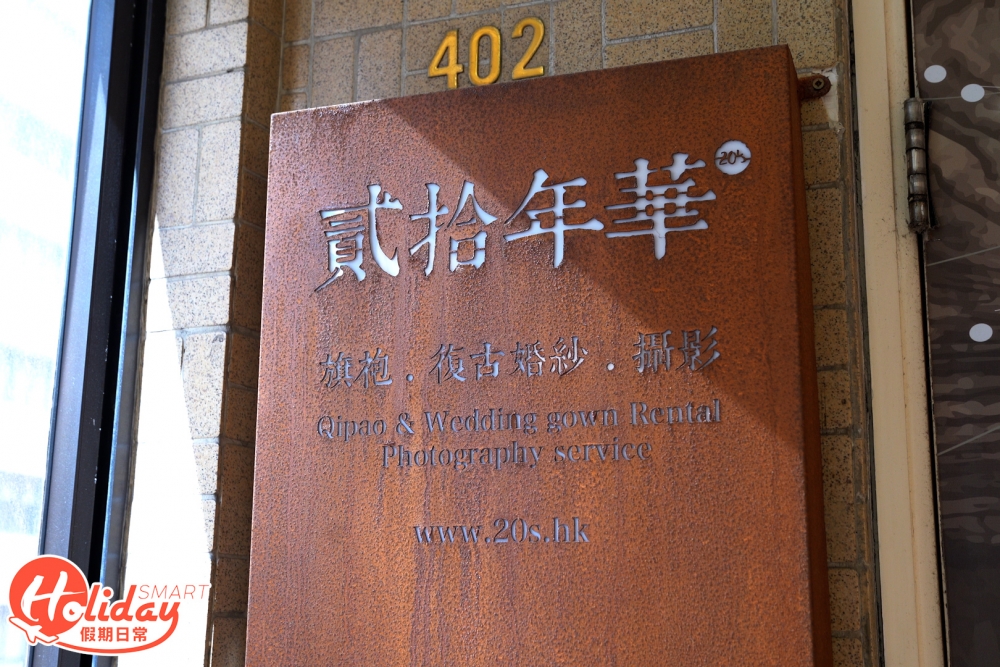 402
貳拾年華 20s
旗袍．復古婚紗．攝影
Qipao & Wedding gown Rental
Photography service
www.20s.hk
Holiday SMART
假期日常